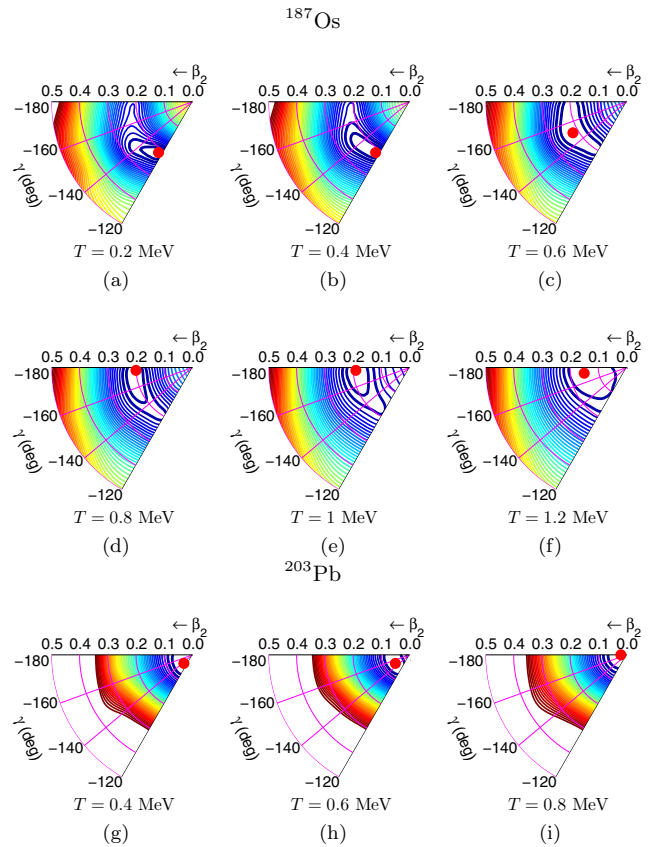 ¹⁸⁷Os
← β₂
0.5 0.4 0.3 0.2 0.1 0.0
−180
−160
−140
−120
γ (deg)
T = 0.2 MeV
(a)
← β₂
0.5 0.4 0.3 0.2 0.1 0.0
−180
−160
−140
−120
γ (deg)
T = 0.4 MeV
(b)
← β₂
0.5 0.4 0.3 0.2 0.1 0.0
−180
−160
−140
−120
γ (deg)
T = 0.6 MeV
(c)
← β₂
0.5 0.4 0.3 0.2 0.1 0.0
−180
−160
−140
−120
γ (deg)
T = 0.8 MeV
(d)
← β₂
0.5 0.4 0.3 0.2 0.1 0.0
−180
−160
−140
−120
γ (deg)
T = 1 MeV
(e)
← β₂
0.5 0.4 0.3 0.2 0.1 0.0
−180
−160
−140
−120
γ (deg)
T = 1.2 MeV
(f)
²⁰³Pb
← β₂
0.5 0.4 0.3 0.2 0.1 0.0
−180
−160
−140
−120
γ (deg)
T = 0.4 MeV
(g)
← β₂
0.5 0.4 0.3 0.2 0.1 0.0
−180
−160
−140
−120
γ (deg)
T = 0.6 MeV
(h)
← β₂
0.5 0.4 0.3 0.2 0.1 0.0
−180
−160
−140
−120
γ (deg)
T = 0.8 MeV
(i)